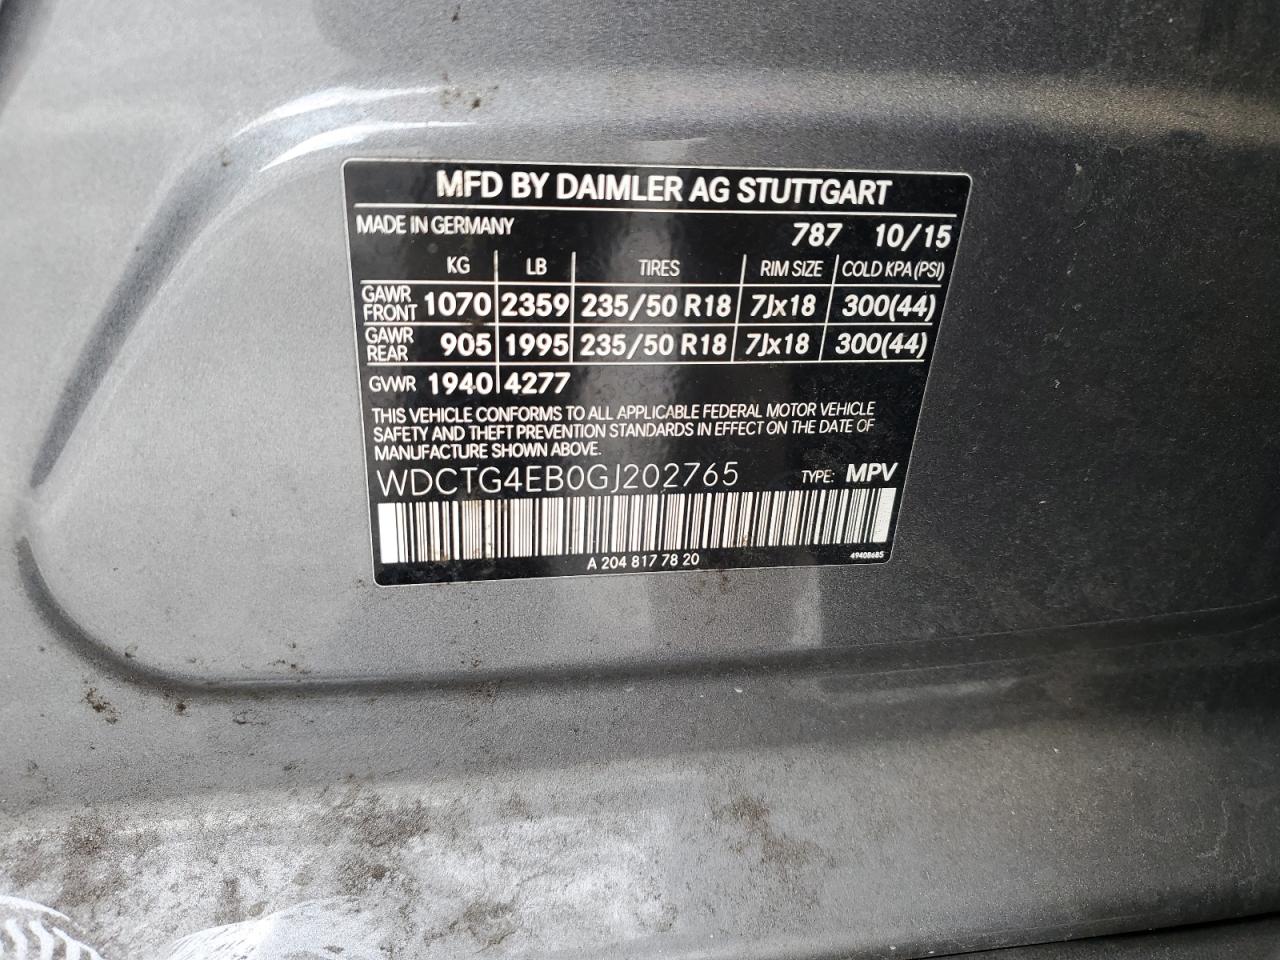 MFD BY DAIMLER AG STUTTGART
MADE IN GERMANY 787 10/15
KG LB TIRES RIM SIZE COLD KPA (PSI)
GAWR FRONT 1070 2359 235/50 R18 7Jx18 300(44)
GAWR REAR 905 1995 235/50 R18 7Jx18 300(44)
GVWR 1940 4277
THIS VEHICLE CONFORMS TO ALL APPLICABLE FEDERAL MOTOR VEHICLE
SAFETY AND THEFT PREVENTION STANDARDS IN EFFECT ON THE DATE OF
MANUFACTURE SHOWN ABOVE.
WDCTG4EB0GJ202765 TYPE: MPV
A 204 817 78 20 49408685